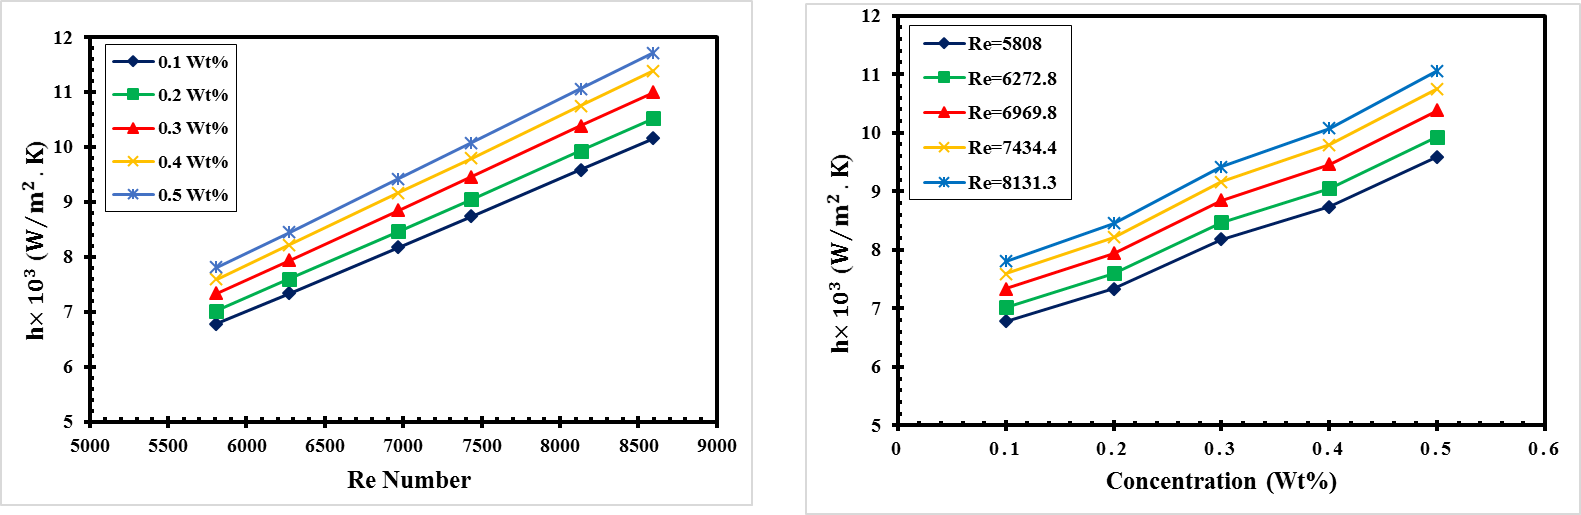 12
11
10
9
8
7
6
5
h× 10³ (W/m² . K)
0.1 Wt%
0.2 Wt%
0.3 Wt%
0.4 Wt%
0.5 Wt%
5000 5500 6000 6500 7000 7500 8000 8500 9000
Re Number
12
11
10
9
8
7
6
5
h× 10³ (W/m² . K)
Re=5808
Re=6272.8
Re=6969.8
Re=7434.4
Re=8131.3
0 0.1 0.2 0.3 0.4 0.5 0.6
Concentration (Wt%)